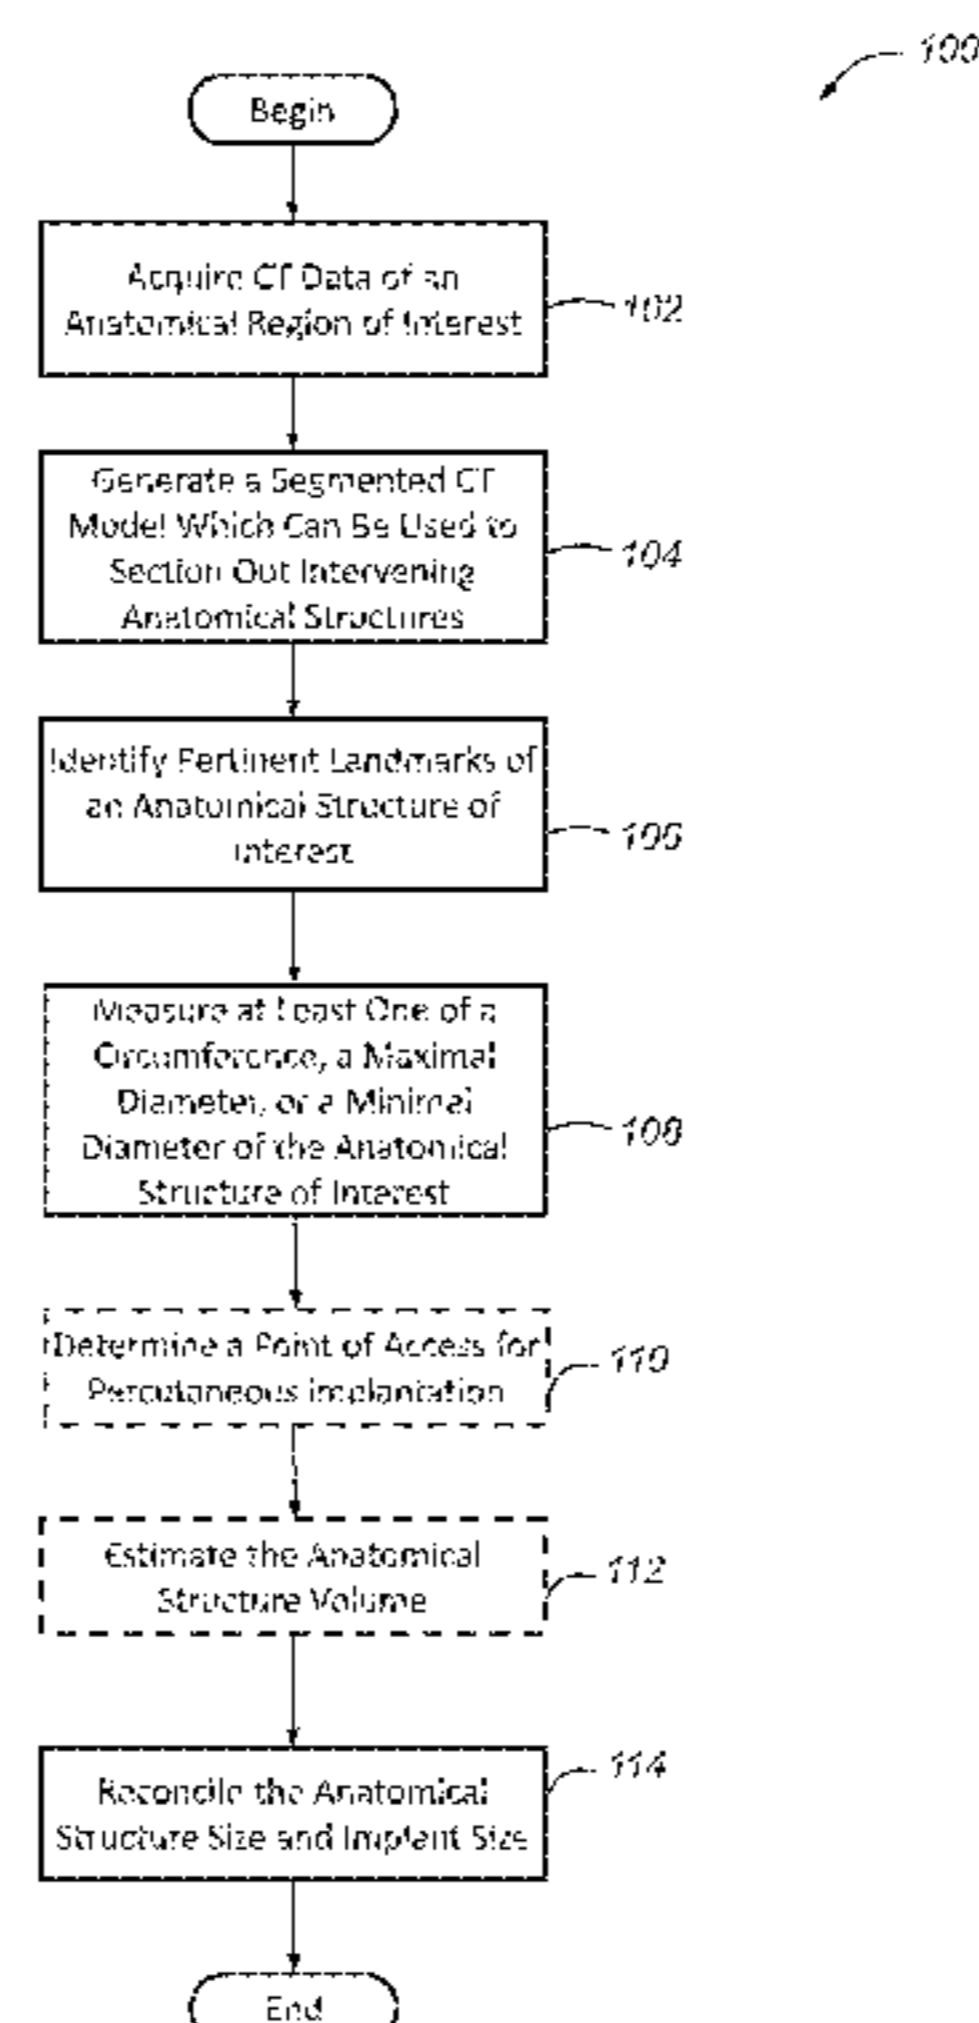 100
Begin
Acquire CT Data of an
Anatomical Region of Interest
102
Generate a Segmented CT
Model Which Can Be Used to
Section Out Intervening
Anatomical Structures
104
Identify Pertinent Landmarks of
an Anatomical Structure of
Interest
106
Measure at Least One of a
Circumference, a Maximal
Diameter, or a Minimal
Diameter of the Anatomical
Structure of Interest
108
Determine a Point of Access for
Percutaneous Implantation
110
Estimate the Anatomical
Structure Volume
112
Reconcile the Anatomical
Structure Size and Implant Size
114
End